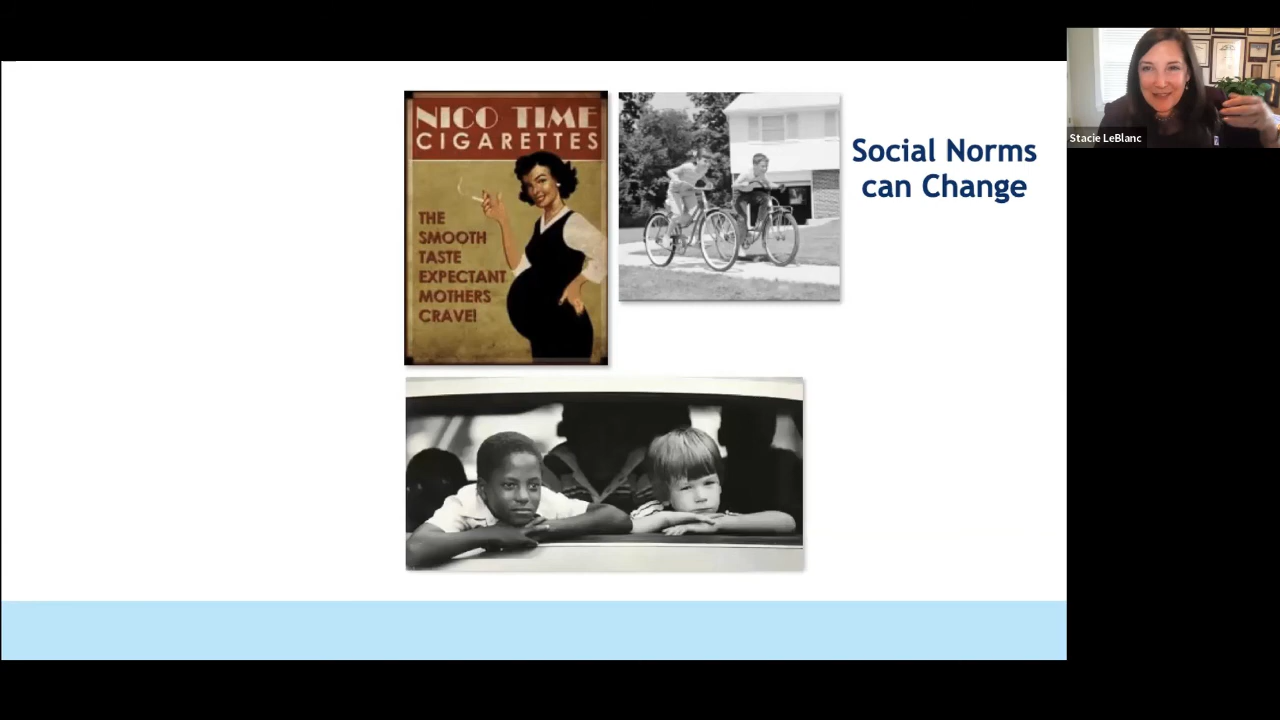 NICO TIME
CIGARETTES
THE
SMOOTH
TASTE
EXPECTANT
MOTHERS
CRAVE!
Social Norms
can Change
Stacie LeBlanc